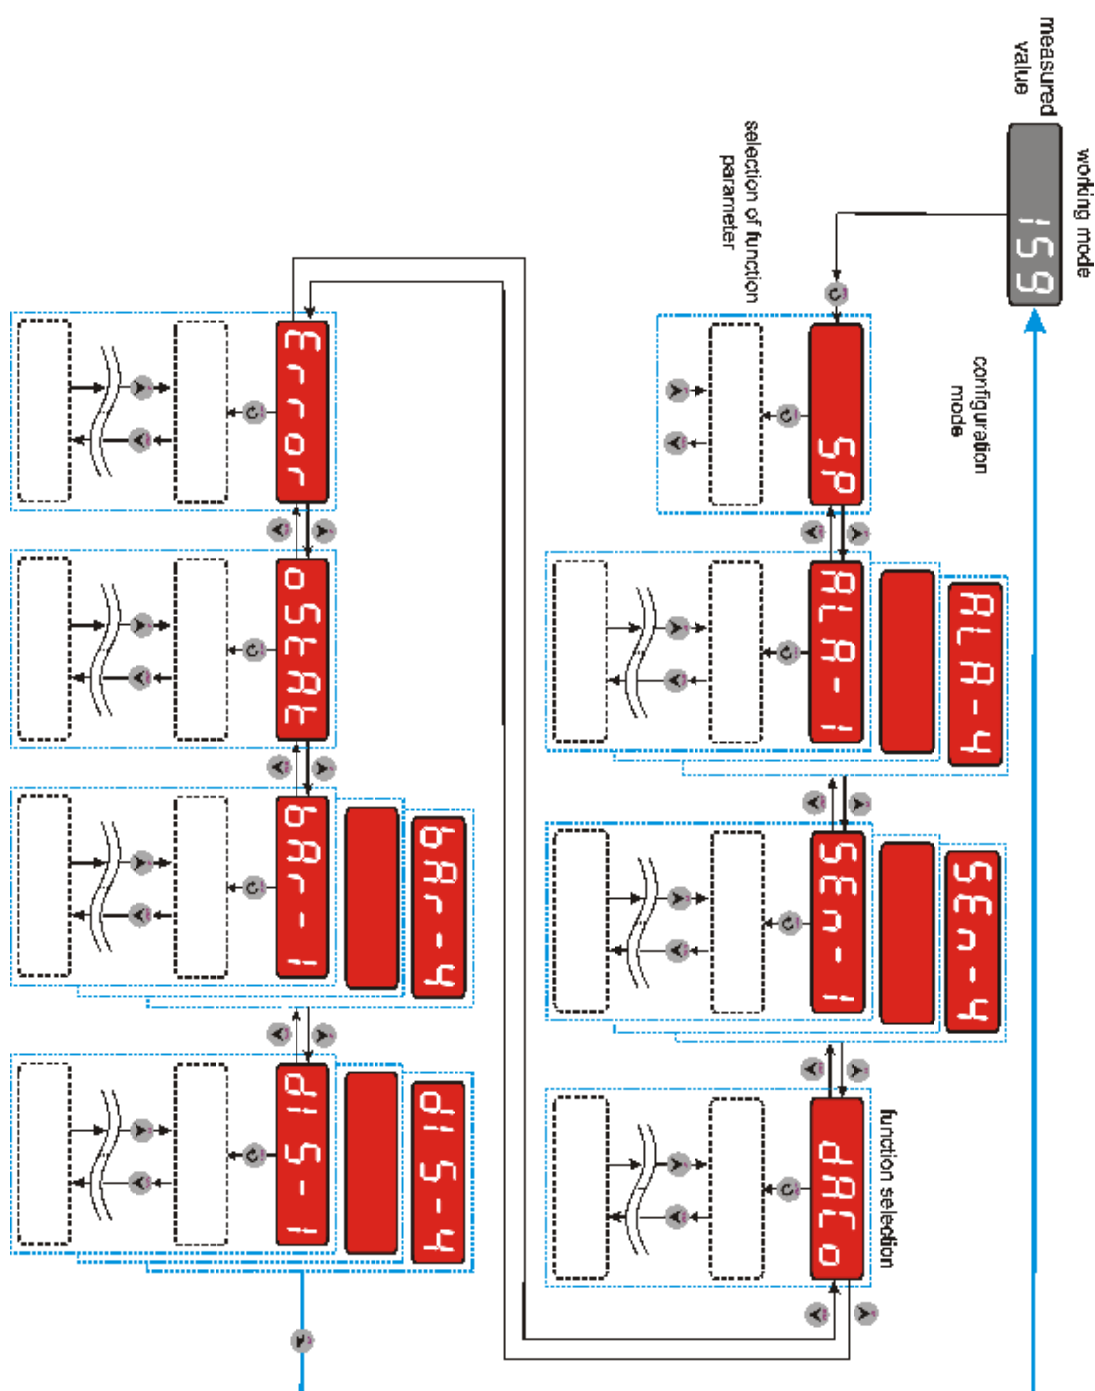 working mode
measured
value
159
configuration
mode
function selection
selection of function
parameter
SP
ALA-1
ALA-4
SEn-1
SEn-4
dACo
Error
oStAt
bAr-1
bAr-4
dIS-1
dIS-4